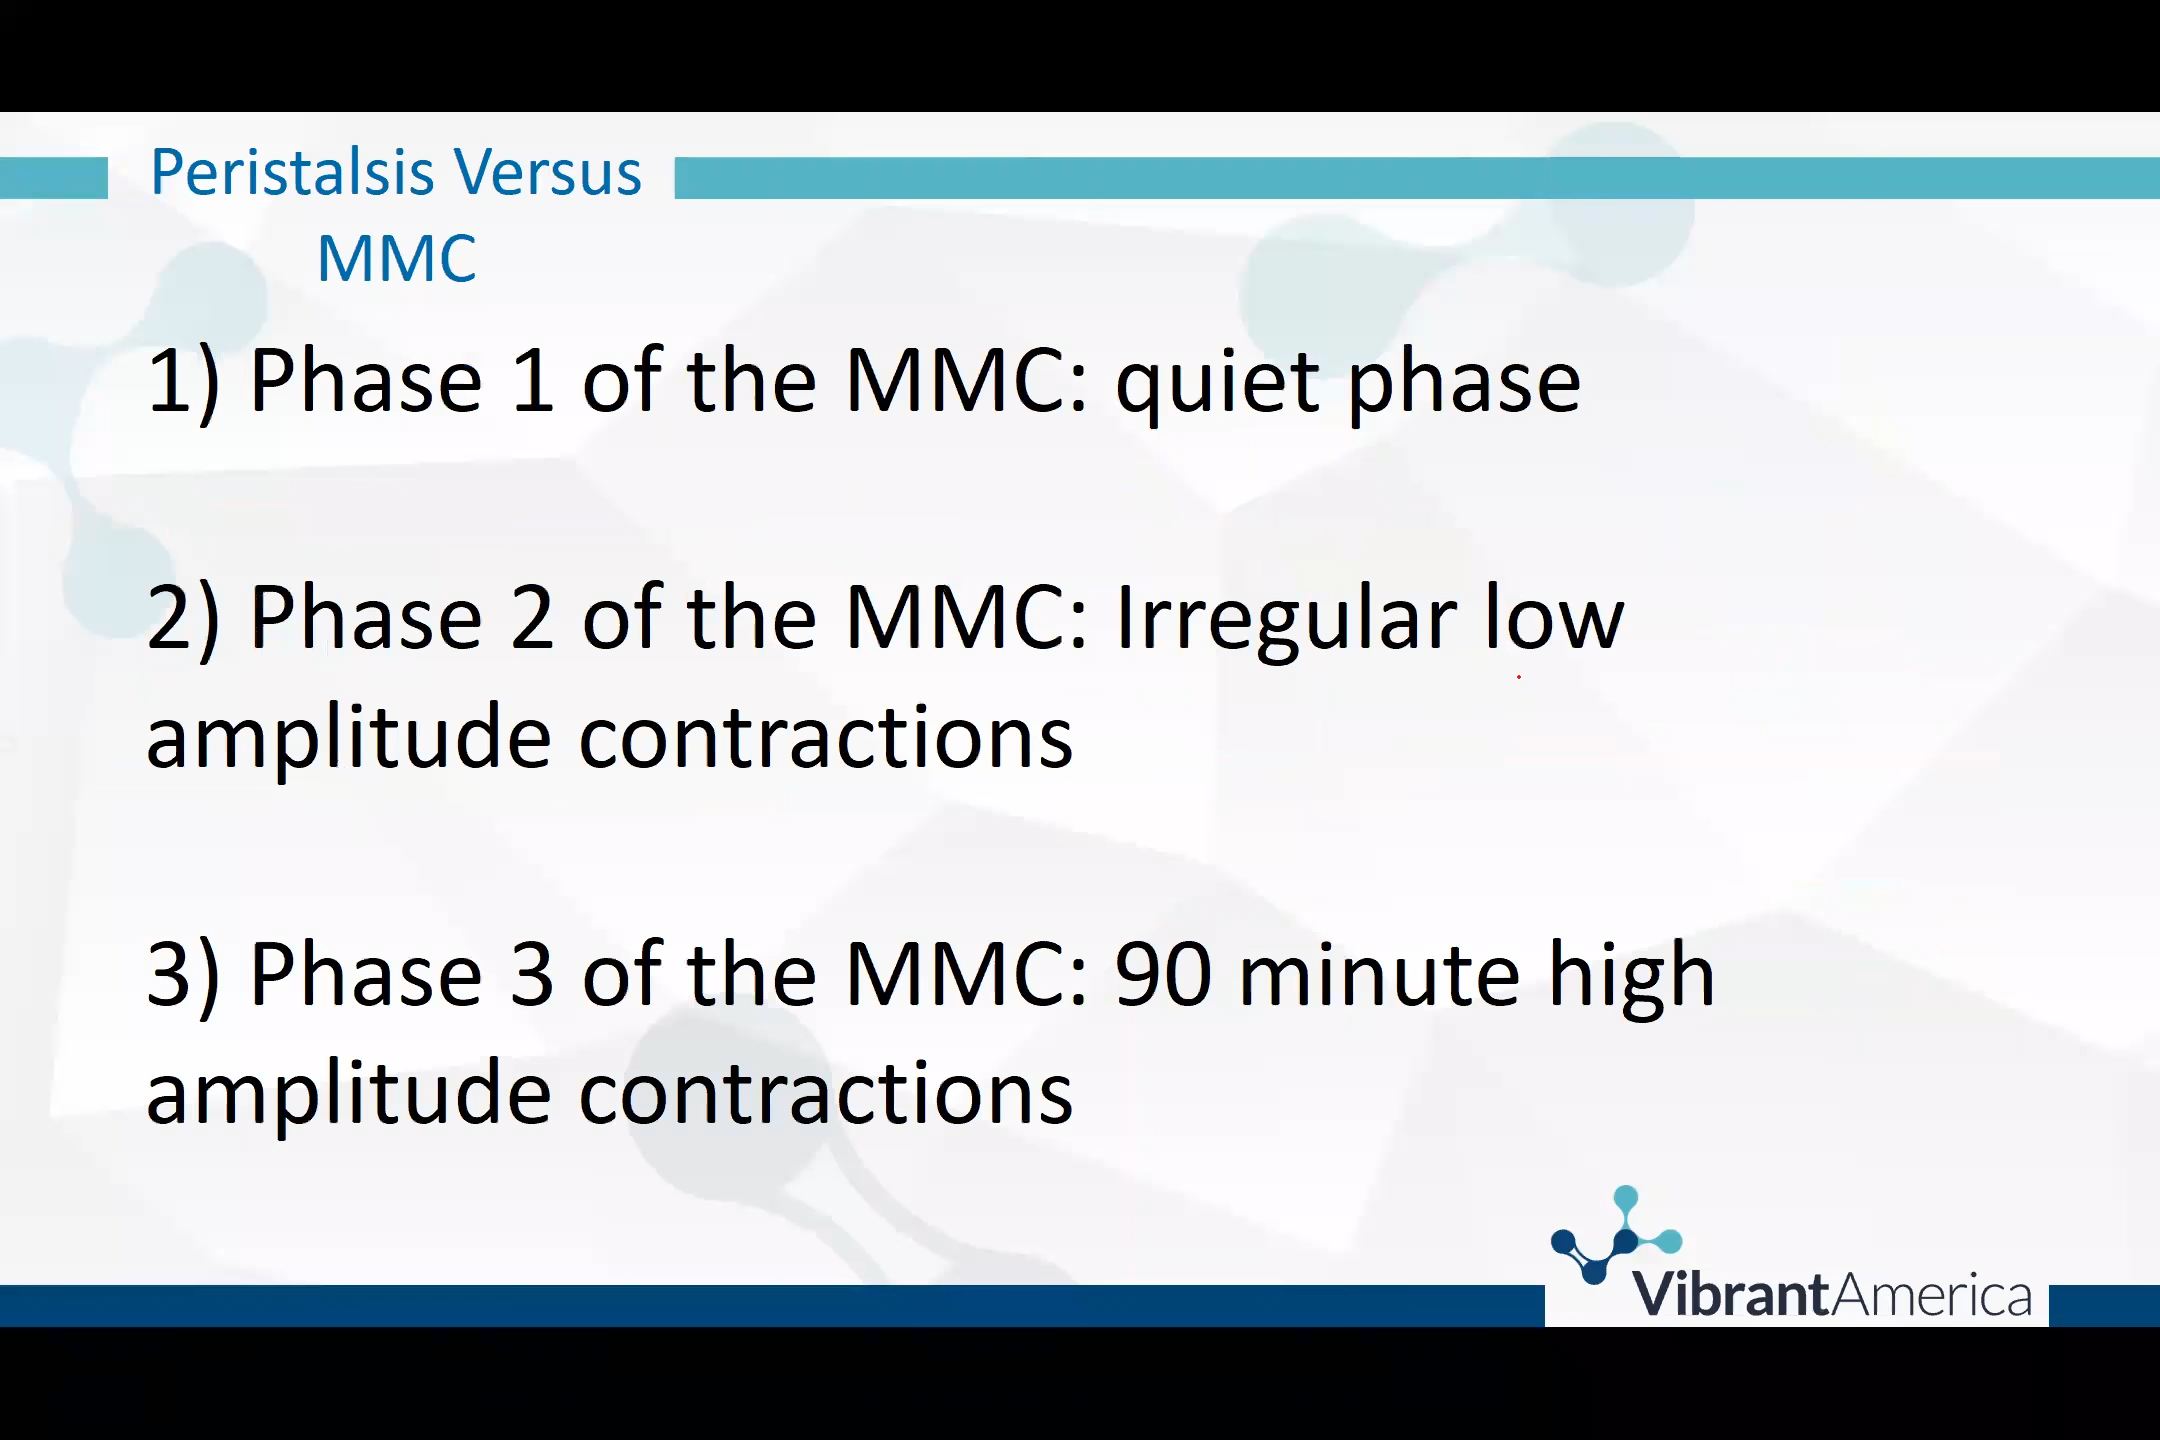 Peristalsis Versus
MMC
1) Phase 1 of the MMC: quiet phase
2) Phase 2 of the MMC: Irregular low
amplitude contractions
3) Phase 3 of the MMC: 90 minute high
amplitude contractions
VibrantAmerica